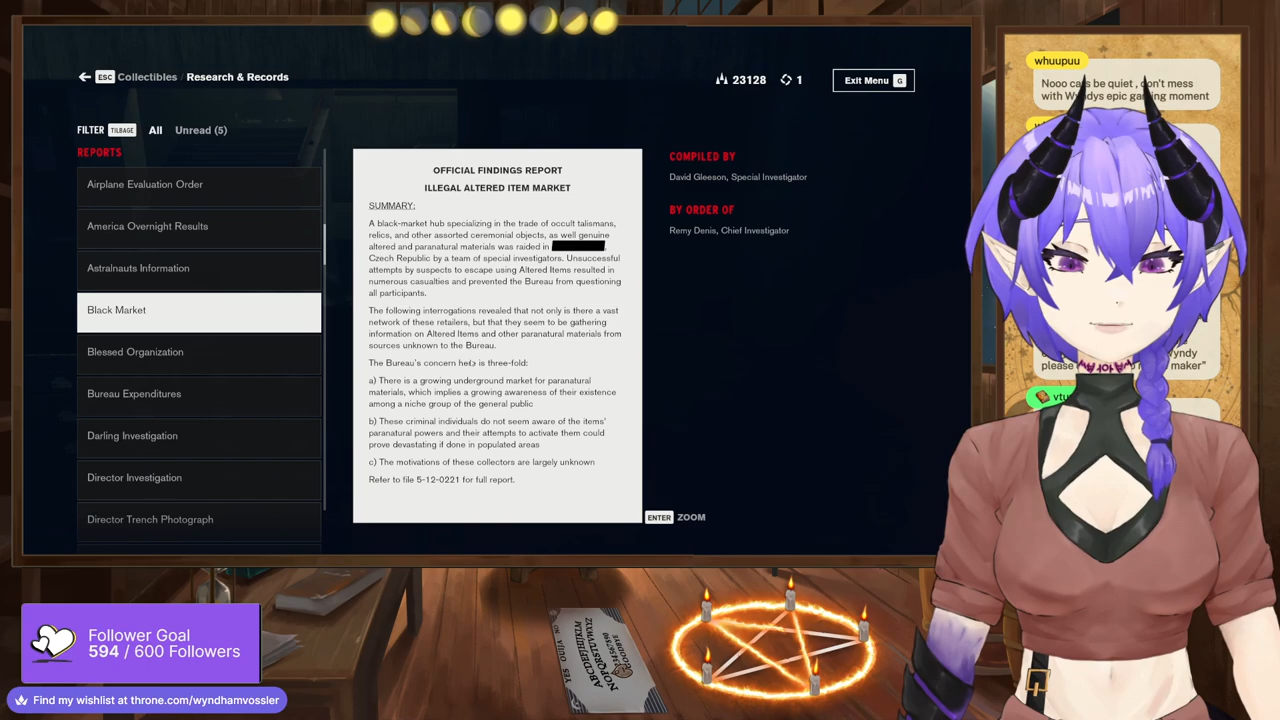 ESC Collectibles / Research & Records
23128
1
Exit Menu G
FILTER TILBAGE All Unread (5)
REPORTS
Airplane Evaluation Order
America Overnight Results
Astralnauts Information
Black Market
Blessed Organization
Bureau Expenditures
Darling Investigation
Director Investigation
Director Trench Photograph
OFFICIAL FINDINGS REPORT
ILLEGAL ALTERED ITEM MARKET
SUMMARY:
A black-market hub specializing in the trade of occult talismans,
relics, and other assorted ceremonial objects, as well genuine
altered and paranatural materials was raided in
Czech Republic by a team of special investigators. Unsuccessful
attempts by suspects to escape using Altered Items resulted in
numerous casualties and prevented the Bureau from questioning
all participants.
The following interrogations revealed that not only is there a vast
network of these retailers, but that they seem to be gathering
information on Altered Items and other paranatural materials from
sources unknown to the Bureau.
The Bureau's concern here is three-fold:
a) There is a growing underground market for paranatural
materials, which implies a growing awareness of their existence
among a niche group of the general public
b) These criminal individuals do not seem aware of the items'
paranatural powers and their attempts to activate them could
prove devastating if done in populated areas
c) The motivations of these collectors are largely unknown
Refer to file 5-12-0221 for full report.
COMPILED BY
David Gleeson, Special Investigator
BY ORDER OF
Remy Denis, Chief Investigator
ENTER ZOOM
whuupuu
Nooo ca s be quiet , don't mess
with Wyndys epic gaming moment
yndy
please maker"
vtu
Follower Goal
594 / 600 Followers
Find my wishlist at throne.com/wyndhamvossler
GOODBYE